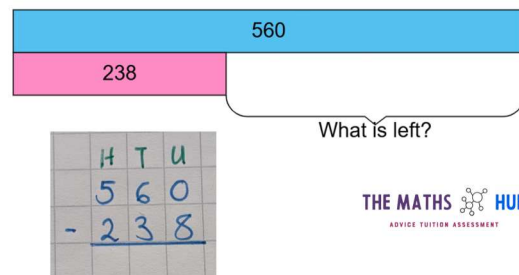 560
238
What is left?
H T U
5 6 0
- 2 3 8
THE MATHS HU
ADVICE TUITION ASSESSMENT